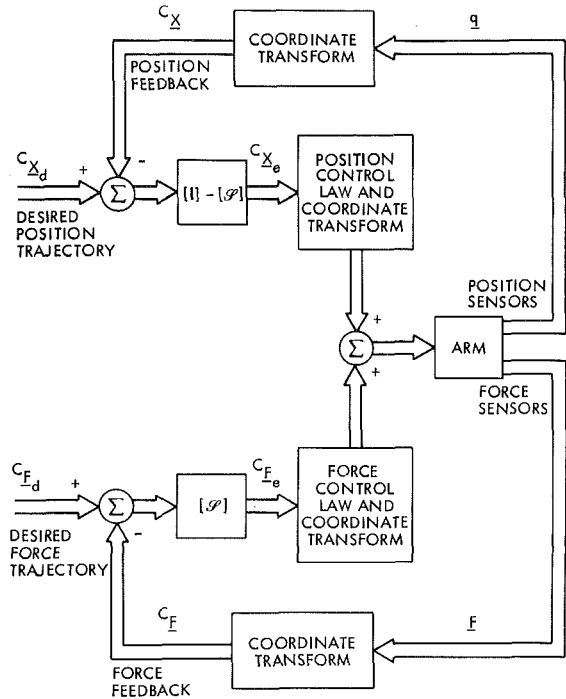 C X
q
COORDINATE
TRANSFORM
POSITION
FEEDBACK
C X d
+
-
Σ
[I] - [𝒮]
C X e
POSITION
CONTROL
LAW AND
COORDINATE
TRANSFORM
DESIRED
POSITION
TRAJECTORY
POSITION
SENSORS
+
Σ
+
ARM
FORCE
SENSORS
C F d
+
Σ
-
[𝒮]
C F e
FORCE
CONTROL
LAW AND
COORDINATE
TRANSFORM
DESIRED
FORCE
TRAJECTORY
C F
F
COORDINATE
TRANSFORM
FORCE
FEEDBACK